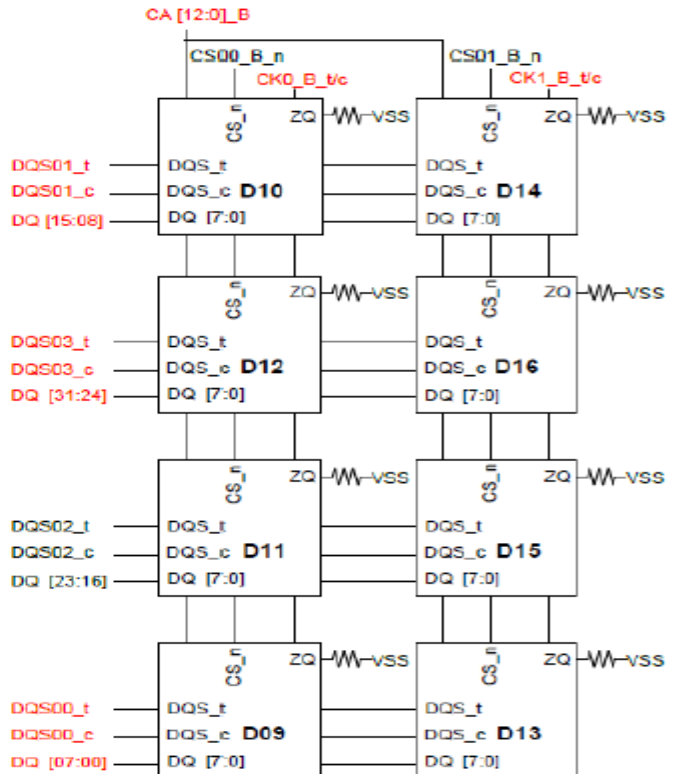 CA [12:0]_B
CS00_B_n CS01_B_n
CK0_B_t/c CK1_B_t/c
CS_n ZQ VSS CS_n ZQ VSS
DQS01_t DQS_t DQS_t
DQS01_c DQS_c D10 DQS_c D14
DQ [15:08] DQ [7:0] DQ [7:0]
CS_n ZQ VSS CS_n ZQ VSS
DQS03_t DQS_t DQS_t
DQS03_c DQS_c D12 DQS_c D16
DQ [31:24] DQ [7:0] DQ [7:0]
CS_n ZQ VSS CS_n ZQ VSS
DQS02_t DQS_t DQS_t
DQS02_c DQS_c D11 DQS_c D15
DQ [23:16] DQ [7:0] DQ [7:0]
CS_n ZQ VSS CS_n ZQ VSS
DQS00_t DQS_t DQS_t
DQS00_c DQS_c D09 DQS_c D13
DQ [07:00] DQ [7:0] DQ [7:0]